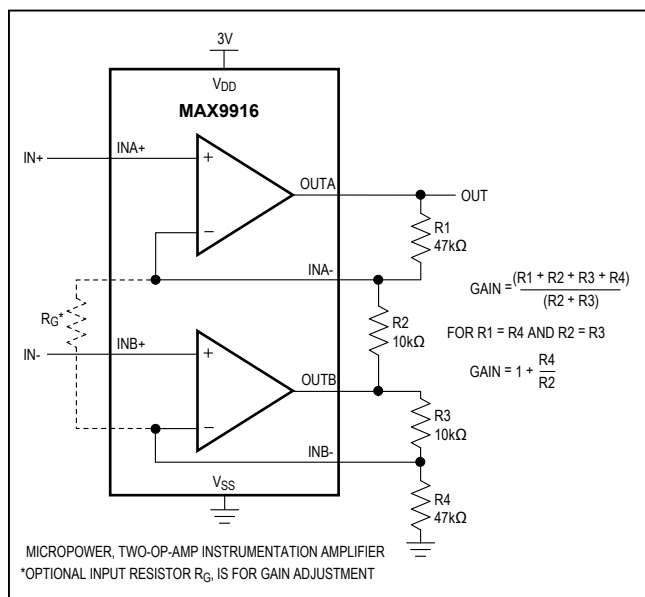 3V
VDD
MAX9916
IN+
INA+
OUTA
OUT
R1
47kΩ
INA-
RG*
R2
10kΩ
IN-
INB+
OUTB
R3
10kΩ
INB-
VSS
R4
47kΩ
GAIN = (R1 + R2 + R3 + R4)
(R2 + R3)
FOR R1 = R4 AND R2 = R3
GAIN = 1 + R4
R2
MICROPOWER, TWO-OP-AMP INSTRUMENTATION AMPLIFIER
*OPTIONAL INPUT RESISTOR RG, IS FOR GAIN ADJUSTMENT